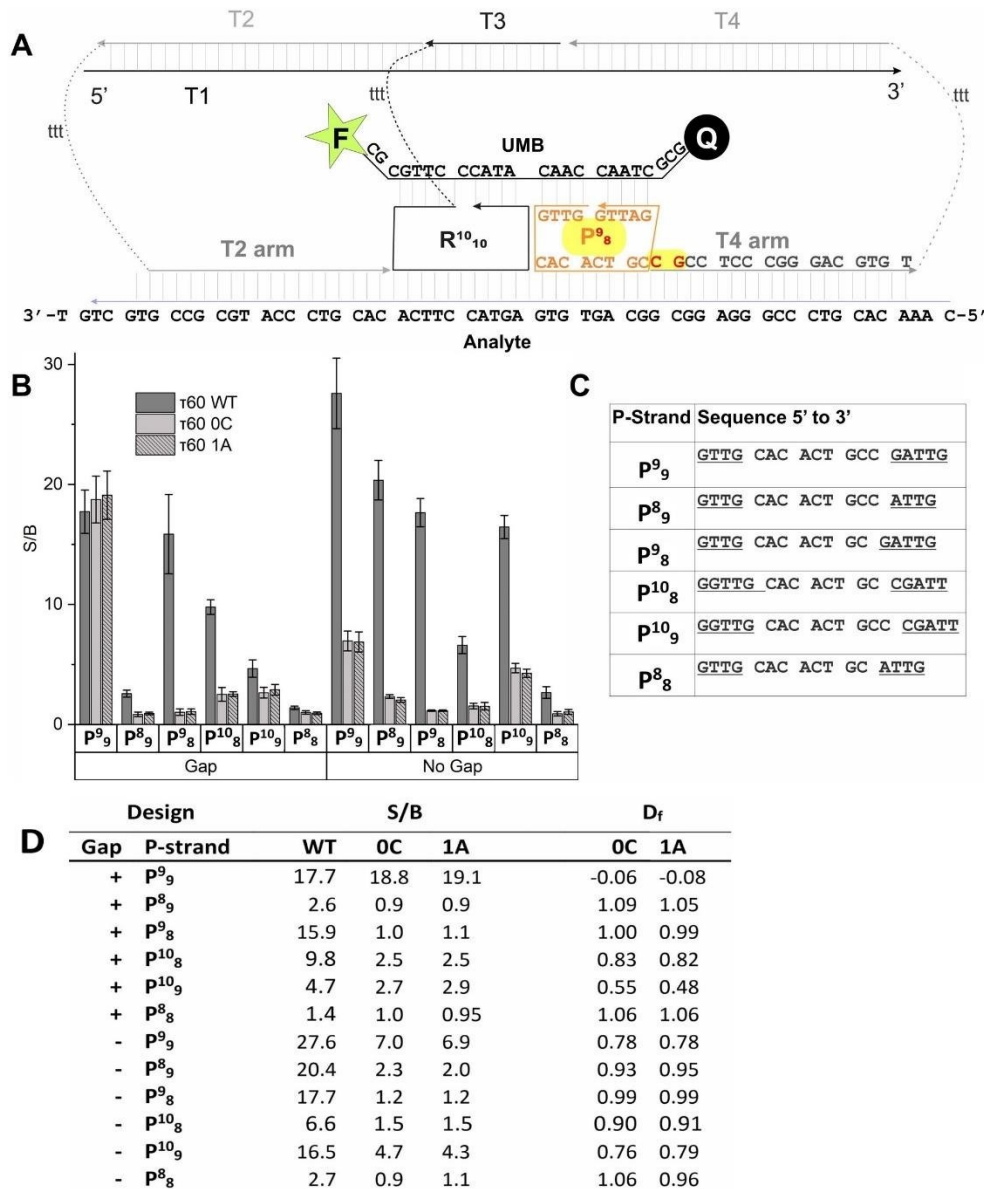 A
T2 T3 T4
5' T1 3'
ttt ttt ttt
F Q
CG CGTTC CCATA UMB CAAC CAATC GCG
GTTG GTTAG
R¹⁰₁₀ P⁹₈
T2 arm T4 arm
CAC ACT GCC GCC TCC CGG GAC GTG T
3'-T GTC GTG CCG CGT ACC CTG CAC ACTTC CATGA GTG TGA CGG CGG AGG GCC CTG CAC AAA C-5'
Analyte
B
30
20
10
0
S/B
τ60 WT
τ60 0C
τ60 1A
P⁹₉ P⁸₉ P⁹₈ P¹⁰₈ P¹⁰₉ P⁸₈ P⁹₉ P⁸₉ P⁹₈ P¹⁰₈ P¹⁰₉ P⁸₈
Gap No Gap
C
P-Strand Sequence 5' to 3'
P⁹₉ GTTG CAC ACT GCC GATTG
P⁸₉ GTTG CAC ACT GCC ATTG
P⁹₈ GTTG CAC ACT GC GATTG
P¹⁰₈ GGTTG CAC ACT GC CGATT
P¹⁰₉ GGTTG CAC ACT GCC CGATT
P⁸₈ GTTG CAC ACT GC ATTG
D
Design S/B Df
Gap P-strand WT 0C 1A 0C 1A
+ P⁹₉ 17.7 18.8 19.1 -0.06 -0.08
+ P⁸₉ 2.6 0.9 0.9 1.09 1.05
+ P⁹₈ 15.9 1.0 1.1 1.00 0.99
+ P¹⁰₈ 9.8 2.5 2.5 0.83 0.82
+ P¹⁰₉ 4.7 2.7 2.9 0.55 0.48
+ P⁸₈ 1.4 1.0 0.95 1.06 1.06
- P⁹₉ 27.6 7.0 6.9 0.78 0.78
- P⁸₉ 20.4 2.3 2.0 0.93 0.95
- P⁹₈ 17.7 1.2 1.2 0.99 0.99
- P¹⁰₈ 6.6 1.5 1.5 0.90 0.91
- P¹⁰₉ 16.5 4.7 4.3 0.76 0.79
- P⁸₈ 2.7 0.9 1.1 1.06 0.96